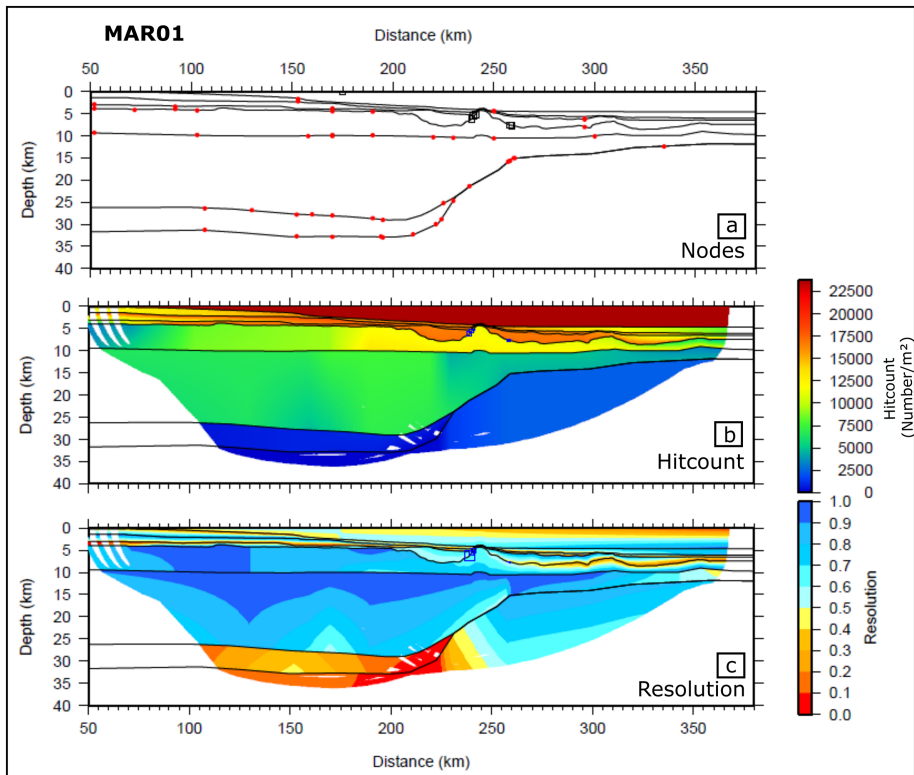 MAR01
Distance (km)
50 100 150 200 250 300 350
0
5
10
15
20
25
30
35
40
Depth (km)
a
Nodes
0
5
10
15
20
25
30
35
40
Depth (km)
b
Hitcount
22500
20000
17500
15000
12500
10000
7500
5000
2500
0
Hitcount
(Number/m²)
0
5
10
15
20
25
30
35
40
Depth (km)
c
Resolution
1.0
0.9
0.8
0.7
0.6
0.5
0.4
0.3
0.2
0.1
0.0
Resolution
50 100 150 200 250 300 350
Distance (km)